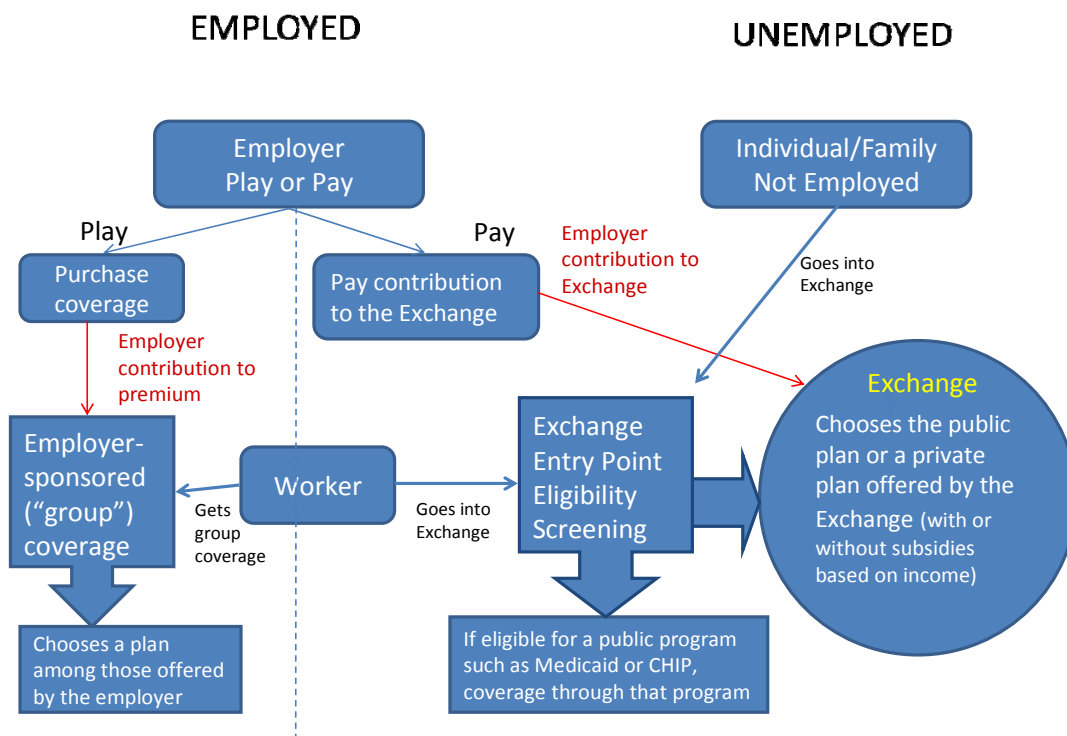 EMPLOYED
UNEMPLOYED
Employer
Play or Pay
Individual/Family
Not Employed
Play
Pay
Employer
contribution to
Exchange
Goes into
Exchange
Purchase
coverage
Pay contribution
to the Exchange
Employer
contribution to
premium
Exchange
Chooses the public
plan or a private
plan offered by the
Exchange (with or
without subsidies
based on income)
Employer-
sponsored
(“group”)
coverage
Gets
group
coverage
Worker
Goes into
Exchange
Exchange
Entry Point
Eligibility
Screening
Chooses a plan
among those offered
by the employer
If eligible for a public program
such as Medicaid or CHIP,
coverage through that program